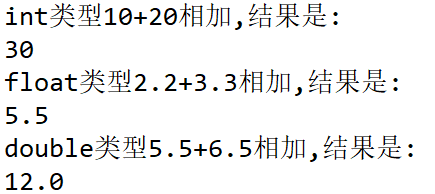 int类型10+20相加,结果是:
30
float类型2.2+3.3相加,结果是:
5.5
double类型5.5+6.5相加,结果是:
12.0